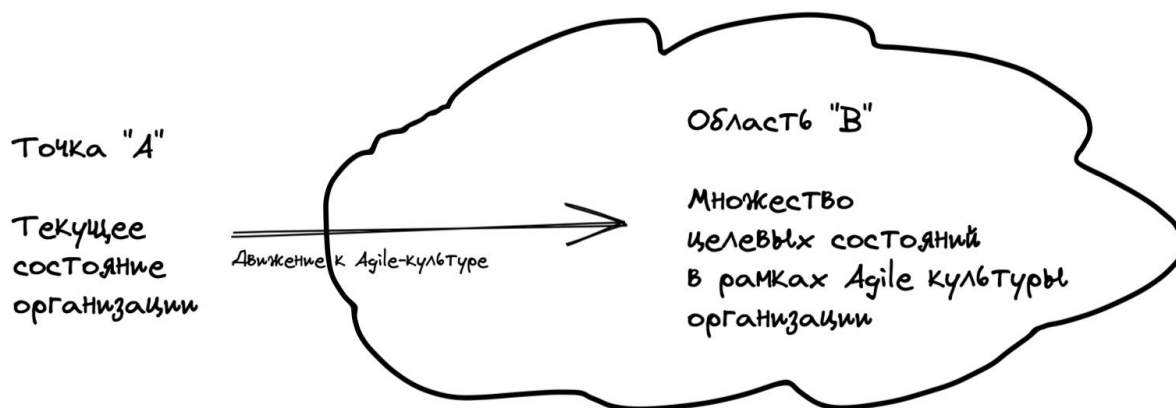 Точка "А"
Текущее
состояние
организации
Движение к Agile-культуре
Область "В"
Множество
целевых состояний
в рамках Agile культуры
организации